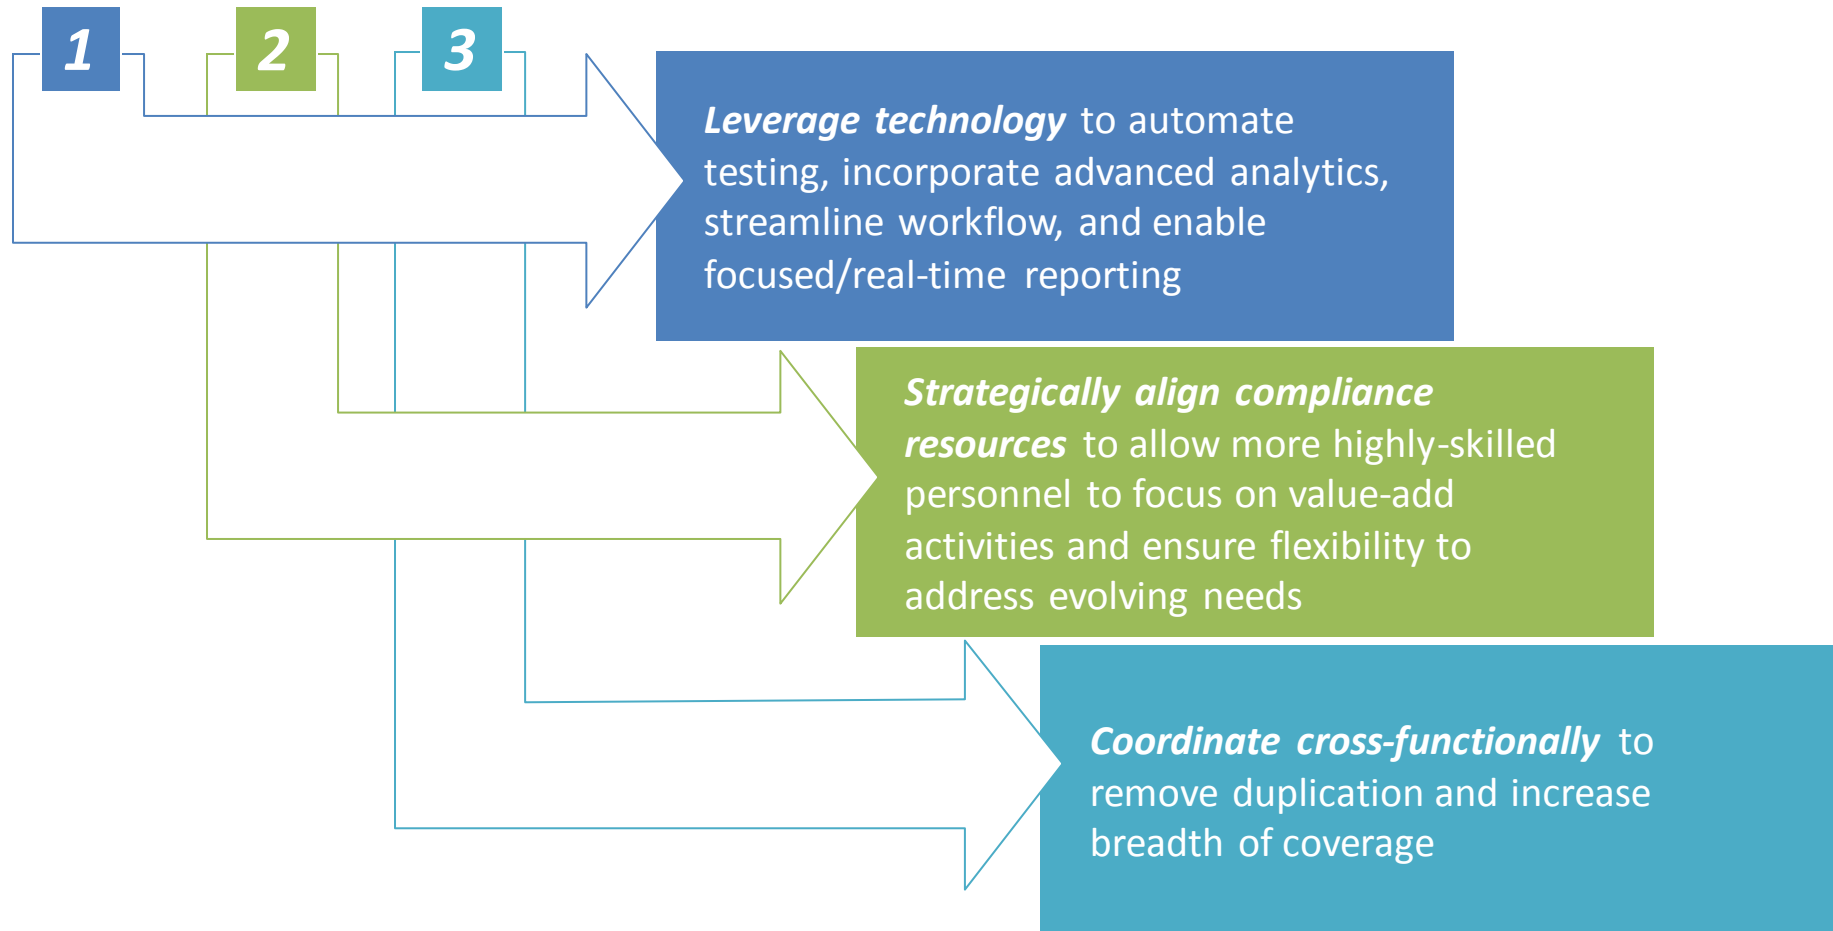 1
2
3
Leverage technology to automate
testing, incorporate advanced analytics,
streamline workflow, and enable
focused/real-time reporting
Strategically align compliance
resources to allow more highly-skilled
personnel to focus on value-add
activities and ensure flexibility to
address evolving needs
Coordinate cross-functionally to
remove duplication and increase
breadth of coverage